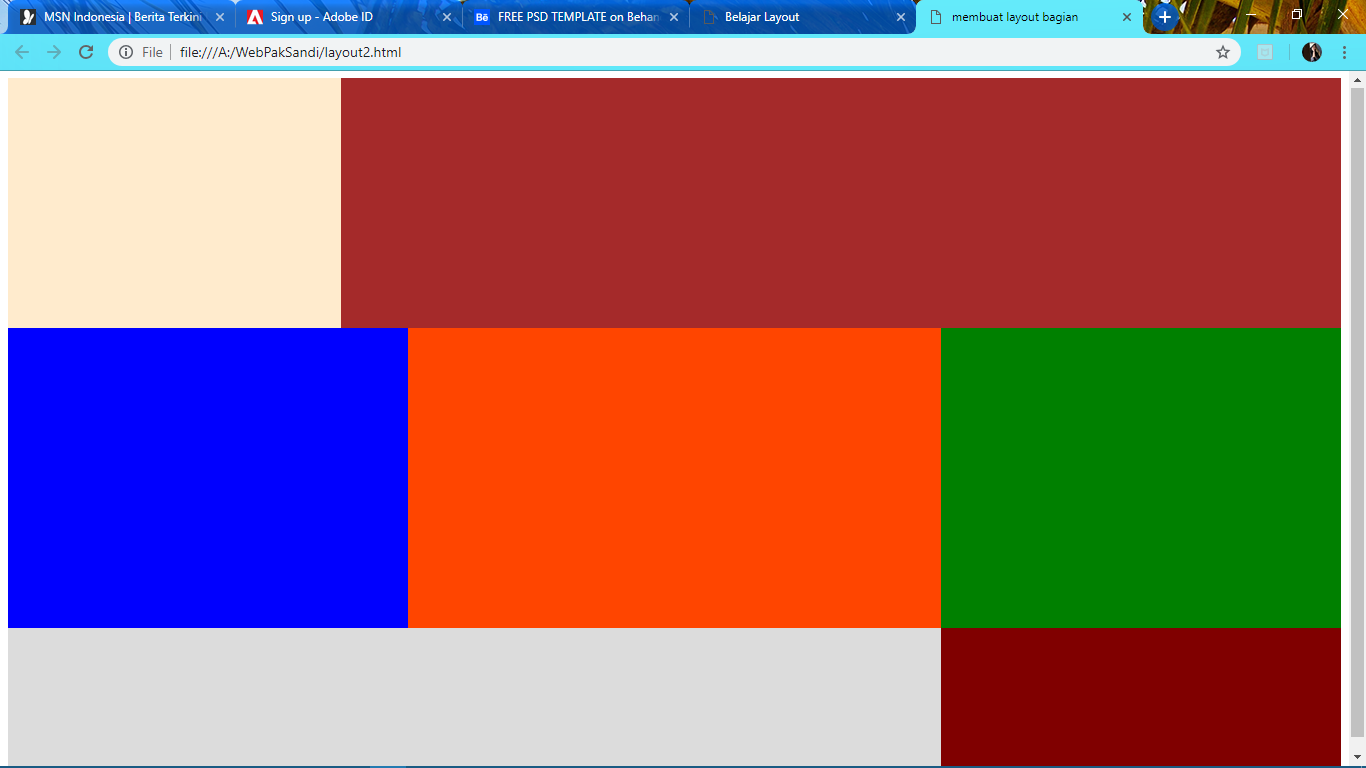 MSN Indonesia | Berita Terkini
Sign up - Adobe ID
Bē FREE PSD TEMPLATE on Behan
Belajar Layout
membuat layout bagian
File
file:///A:/WebPakSandi/layout2.html